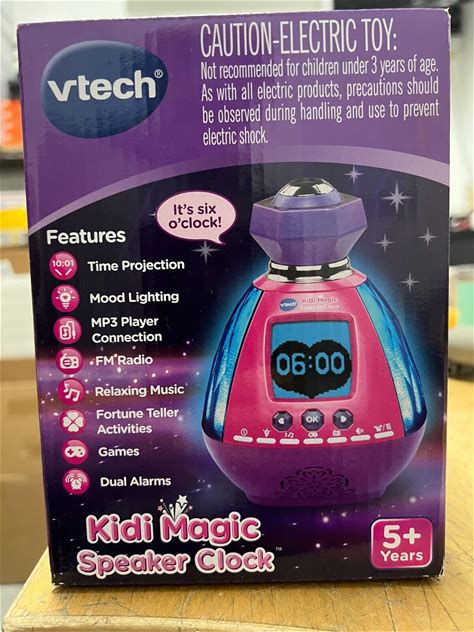 vtech
CAUTION-ELECTRIC TOY:
Not recommended for children under 3 years of age.
As with all electric products, precautions should
be observed during handling and use to prevent
electric shock.
It's six
o'clock!
Features
10:01
Time Projection
Mood Lighting
MP3 Player
Connection
FM Radio
Relaxing Music
Fortune Teller
Activities
Games
Dual Alarms
vtech
Kidi Magic
Speaker Clock
06:00
OK
Kidi Magic
Speaker Clock™
5+
Years